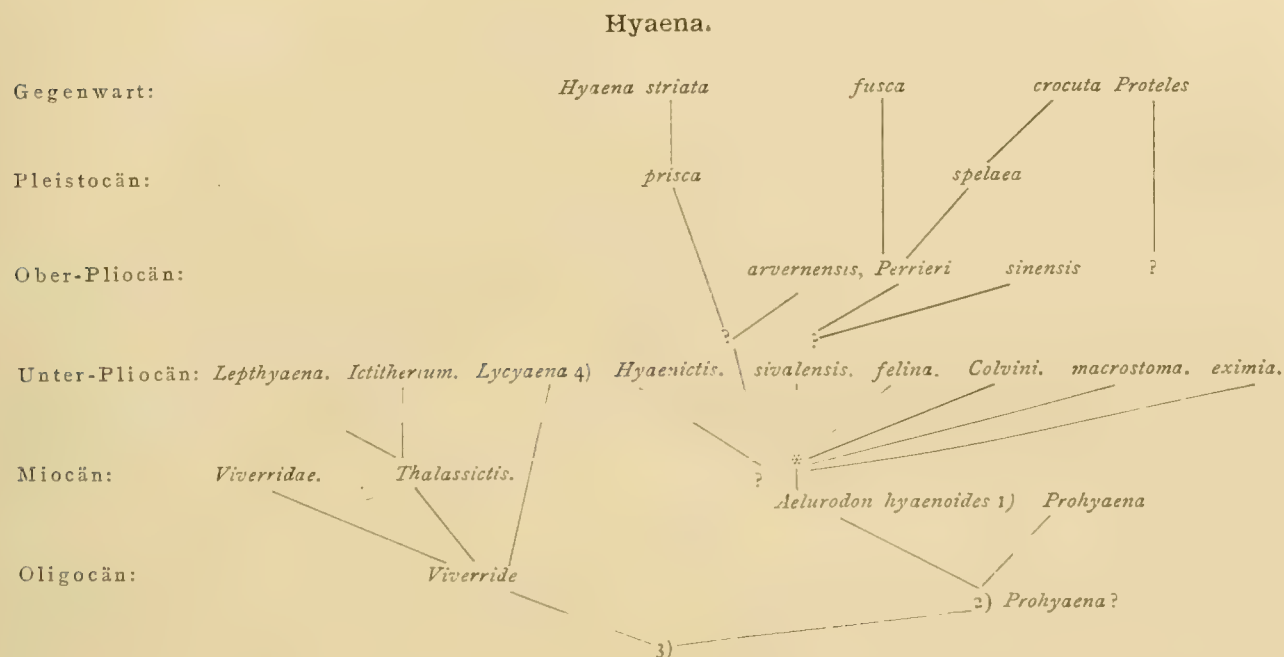 Hyaena.
Gegenwart: Hyaena striata fusca crocuta Proteles
Pleistocän: prisca spelaea
Ober-Pliocän: arvernensis, Perrieri sinensis ?
? ?
Unter-Pliocän: Lepthyaena. Ictitherium. Lycyaena 4) Hyaenictis. sivalensis. felina. Colvini. macrostoma. eximia.
*
Miocän: Viverridae. Thalassictis. ?
Aelurodon hyaenoides 1) Prohyaena
Oligocän: Viverride
2) Prohyaena?
3)